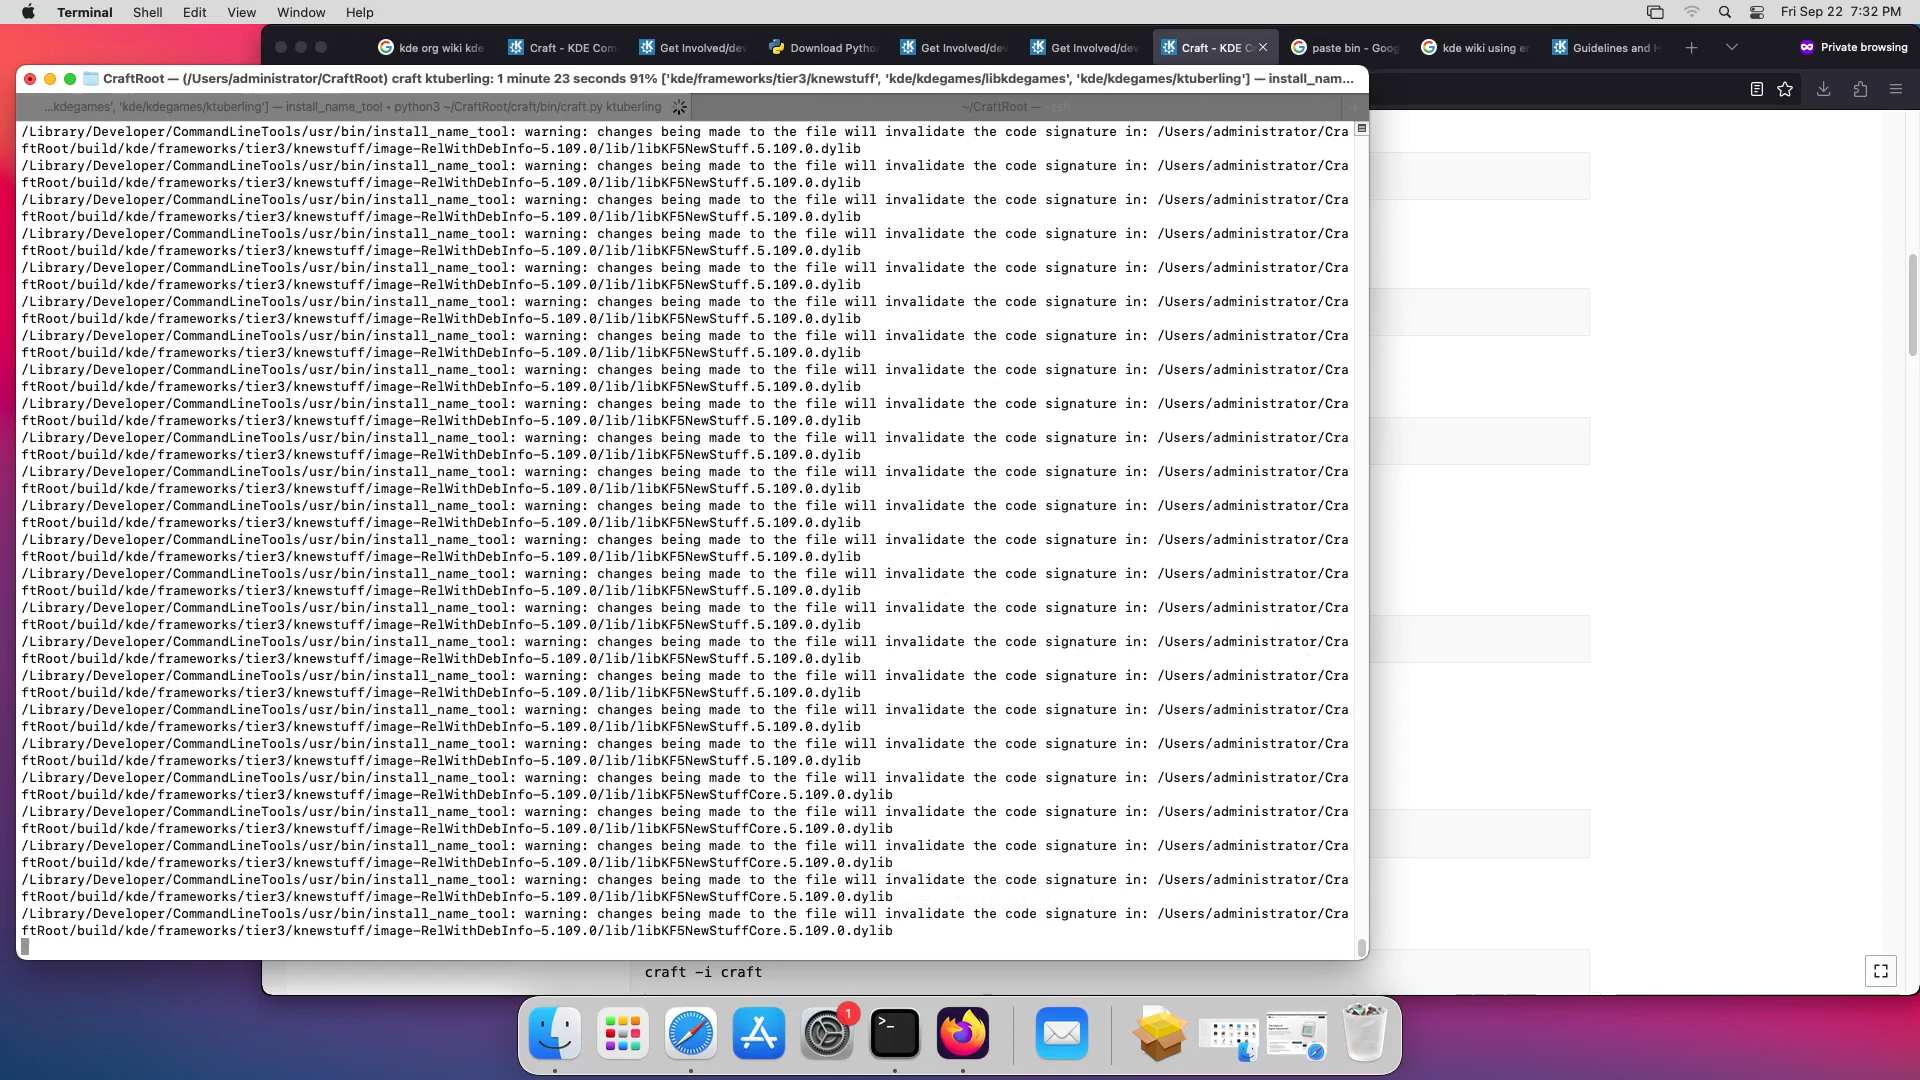 Terminal Shell Edit View Window Help Fri Sep 22 7:32 PM
kde org wiki kde Craft - KDE Com Get Involved/dev Download Pytho Get Involved/dev Get Involved/dev Craft - KDE C paste bin - Goog kde wiki using er Guidelines and H Private browsing
CraftRoot — (/Users/administrator/CraftRoot) craft ktuberling: 1 minute 23 seconds 91% ['kde/frameworks/tier3/knewstuff', 'kde/kdegames/libkdegames', 'kde/kdegames/ktuberling'] — install_nam...
...kdegames', 'kde/kdegames/ktuberling'] — install_name_tool • python3 ~/CraftRoot/craft/bin/craft.py ktuberling ~/CraftRoot — -zsh
/Library/Developer/CommandLineTools/usr/bin/install_name_tool: warning: changes being made to the file will invalidate the code signature in: /Users/administrator/Cra
ftRoot/build/kde/frameworks/tier3/knewstuff/image-RelWithDebInfo-5.109.0/lib/libKF5NewStuff.5.109.0.dylib
/Library/Developer/CommandLineTools/usr/bin/install_name_tool: warning: changes being made to the file will invalidate the code signature in: /Users/administrator/Cra
ftRoot/build/kde/frameworks/tier3/knewstuff/image-RelWithDebInfo-5.109.0/lib/libKF5NewStuff.5.109.0.dylib
/Library/Developer/CommandLineTools/usr/bin/install_name_tool: warning: changes being made to the file will invalidate the code signature in: /Users/administrator/Cra
ftRoot/build/kde/frameworks/tier3/knewstuff/image-RelWithDebInfo-5.109.0/lib/libKF5NewStuff.5.109.0.dylib
/Library/Developer/CommandLineTools/usr/bin/install_name_tool: warning: changes being made to the file will invalidate the code signature in: /Users/administrator/Cra
ftRoot/build/kde/frameworks/tier3/knewstuff/image-RelWithDebInfo-5.109.0/lib/libKF5NewStuff.5.109.0.dylib
/Library/Developer/CommandLineTools/usr/bin/install_name_tool: warning: changes being made to the file will invalidate the code signature in: /Users/administrator/Cra
ftRoot/build/kde/frameworks/tier3/knewstuff/image-RelWithDebInfo-5.109.0/lib/libKF5NewStuff.5.109.0.dylib
/Library/Developer/CommandLineTools/usr/bin/install_name_tool: warning: changes being made to the file will invalidate the code signature in: /Users/administrator/Cra
ftRoot/build/kde/frameworks/tier3/knewstuff/image-RelWithDebInfo-5.109.0/lib/libKF5NewStuff.5.109.0.dylib
/Library/Developer/CommandLineTools/usr/bin/install_name_tool: warning: changes being made to the file will invalidate the code signature in: /Users/administrator/Cra
ftRoot/build/kde/frameworks/tier3/knewstuff/image-RelWithDebInfo-5.109.0/lib/libKF5NewStuff.5.109.0.dylib
/Library/Developer/CommandLineTools/usr/bin/install_name_tool: warning: changes being made to the file will invalidate the code signature in: /Users/administrator/Cra
ftRoot/build/kde/frameworks/tier3/knewstuff/image-RelWithDebInfo-5.109.0/lib/libKF5NewStuff.5.109.0.dylib
/Library/Developer/CommandLineTools/usr/bin/install_name_tool: warning: changes being made to the file will invalidate the code signature in: /Users/administrator/Cra
ftRoot/build/kde/frameworks/tier3/knewstuff/image-RelWithDebInfo-5.109.0/lib/libKF5NewStuff.5.109.0.dylib
/Library/Developer/CommandLineTools/usr/bin/install_name_tool: warning: changes being made to the file will invalidate the code signature in: /Users/administrator/Cra
ftRoot/build/kde/frameworks/tier3/knewstuff/image-RelWithDebInfo-5.109.0/lib/libKF5NewStuff.5.109.0.dylib
/Library/Developer/CommandLineTools/usr/bin/install_name_tool: warning: changes being made to the file will invalidate the code signature in: /Users/administrator/Cra
ftRoot/build/kde/frameworks/tier3/knewstuff/image-RelWithDebInfo-5.109.0/lib/libKF5NewStuff.5.109.0.dylib
/Library/Developer/CommandLineTools/usr/bin/install_name_tool: warning: changes being made to the file will invalidate the code signature in: /Users/administrator/Cra
ftRoot/build/kde/frameworks/tier3/knewstuff/image-RelWithDebInfo-5.109.0/lib/libKF5NewStuff.5.109.0.dylib
/Library/Developer/CommandLineTools/usr/bin/install_name_tool: warning: changes being made to the file will invalidate the code signature in: /Users/administrator/Cra
ftRoot/build/kde/frameworks/tier3/knewstuff/image-RelWithDebInfo-5.109.0/lib/libKF5NewStuff.5.109.0.dylib
/Library/Developer/CommandLineTools/usr/bin/install_name_tool: warning: changes being made to the file will invalidate the code signature in: /Users/administrator/Cra
ftRoot/build/kde/frameworks/tier3/knewstuff/image-RelWithDebInfo-5.109.0/lib/libKF5NewStuff.5.109.0.dylib
/Library/Developer/CommandLineTools/usr/bin/install_name_tool: warning: changes being made to the file will invalidate the code signature in: /Users/administrator/Cra
ftRoot/build/kde/frameworks/tier3/knewstuff/image-RelWithDebInfo-5.109.0/lib/libKF5NewStuff.5.109.0.dylib
/Library/Developer/CommandLineTools/usr/bin/install_name_tool: warning: changes being made to the file will invalidate the code signature in: /Users/administrator/Cra
ftRoot/build/kde/frameworks/tier3/knewstuff/image-RelWithDebInfo-5.109.0/lib/libKF5NewStuff.5.109.0.dylib
/Library/Developer/CommandLineTools/usr/bin/install_name_tool: warning: changes being made to the file will invalidate the code signature in: /Users/administrator/Cra
ftRoot/build/kde/frameworks/tier3/knewstuff/image-RelWithDebInfo-5.109.0/lib/libKF5NewStuff.5.109.0.dylib
/Library/Developer/CommandLineTools/usr/bin/install_name_tool: warning: changes being made to the file will invalidate the code signature in: /Users/administrator/Cra
ftRoot/build/kde/frameworks/tier3/knewstuff/image-RelWithDebInfo-5.109.0/lib/libKF5NewStuff.5.109.0.dylib
/Library/Developer/CommandLineTools/usr/bin/install_name_tool: warning: changes being made to the file will invalidate the code signature in: /Users/administrator/Cra
ftRoot/build/kde/frameworks/tier3/knewstuff/image-RelWithDebInfo-5.109.0/lib/libKF5NewStuff.5.109.0.dylib
/Library/Developer/CommandLineTools/usr/bin/install_name_tool: warning: changes being made to the file will invalidate the code signature in: /Users/administrator/Cra
ftRoot/build/kde/frameworks/tier3/knewstuff/image-RelWithDebInfo-5.109.0/lib/libKF5NewStuffCore.5.109.0.dylib
/Library/Developer/CommandLineTools/usr/bin/install_name_tool: warning: changes being made to the file will invalidate the code signature in: /Users/administrator/Cra
ftRoot/build/kde/frameworks/tier3/knewstuff/image-RelWithDebInfo-5.109.0/lib/libKF5NewStuffCore.5.109.0.dylib
/Library/Developer/CommandLineTools/usr/bin/install_name_tool: warning: changes being made to the file will invalidate the code signature in: /Users/administrator/Cra
ftRoot/build/kde/frameworks/tier3/knewstuff/image-RelWithDebInfo-5.109.0/lib/libKF5NewStuffCore.5.109.0.dylib
/Library/Developer/CommandLineTools/usr/bin/install_name_tool: warning: changes being made to the file will invalidate the code signature in: /Users/administrator/Cra
ftRoot/build/kde/frameworks/tier3/knewstuff/image-RelWithDebInfo-5.109.0/lib/libKF5NewStuffCore.5.109.0.dylib
/Library/Developer/CommandLineTools/usr/bin/install_name_tool: warning: changes being made to the file will invalidate the code signature in: /Users/administrator/Cra
ftRoot/build/kde/frameworks/tier3/knewstuff/image-RelWithDebInfo-5.109.0/lib/libKF5NewStuffCore.5.109.0.dylib
craft -i craft
1